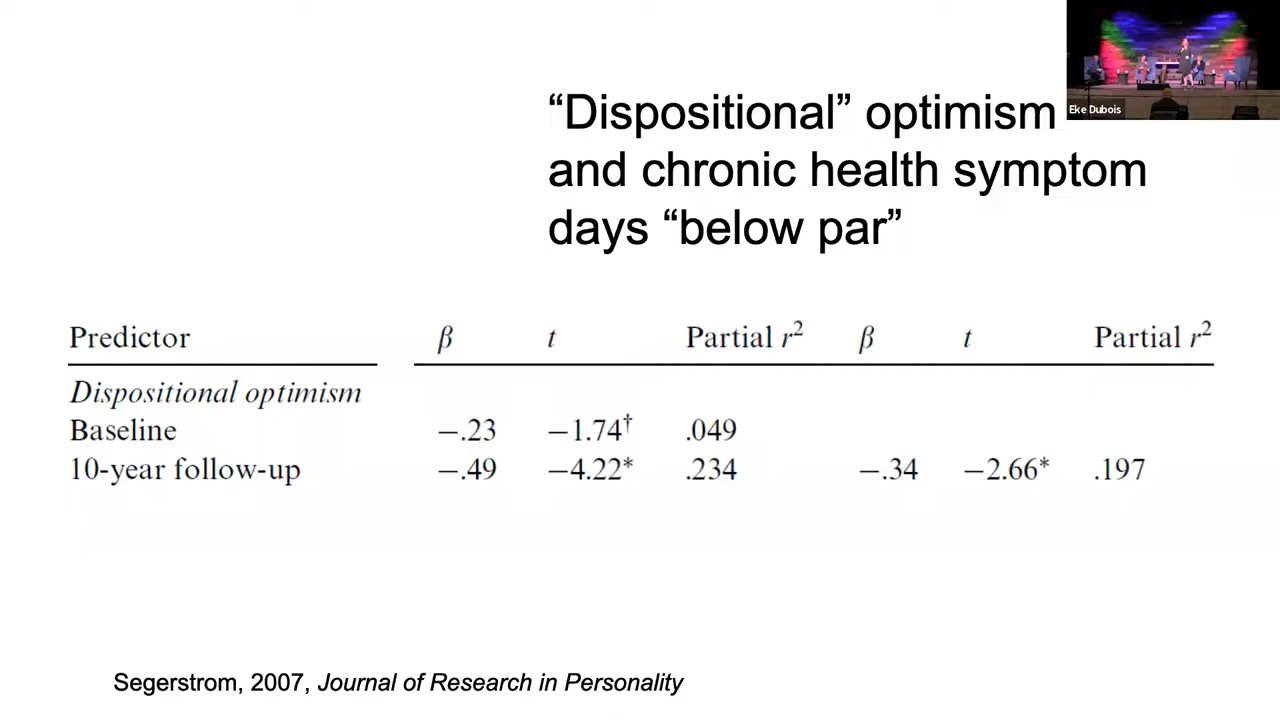 Eke Dubois
“Dispositional” optimism
and chronic health symptom
days “below par”
Predictor β t Partial r² β t Partial r²
Dispositional optimism
Baseline −.23 −1.74† .049
10-year follow-up −.49 −4.22* .234 −.34 −2.66* .197
Segerstrom, 2007, Journal of Research in Personality